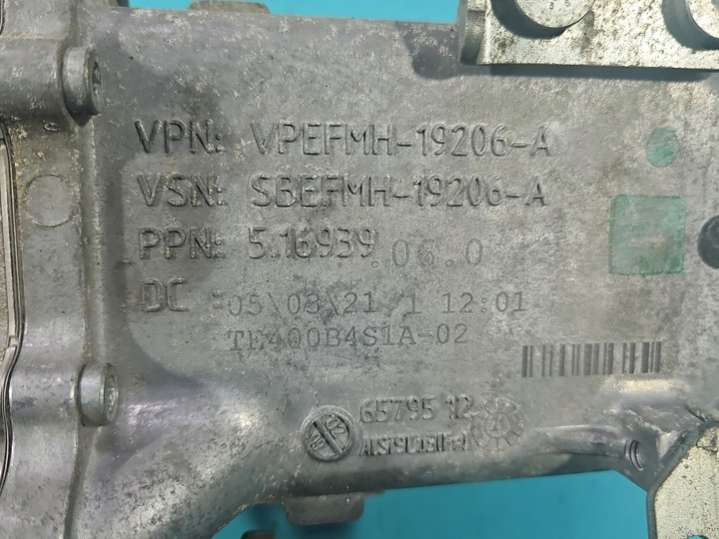 VPN: VPEFMH-19206-A
VSN: SBEFMH-19206-A
PPN: 5.16939.06.0
DC 05\03\21 1 12:01
TE400B4S1A-02
65795 12